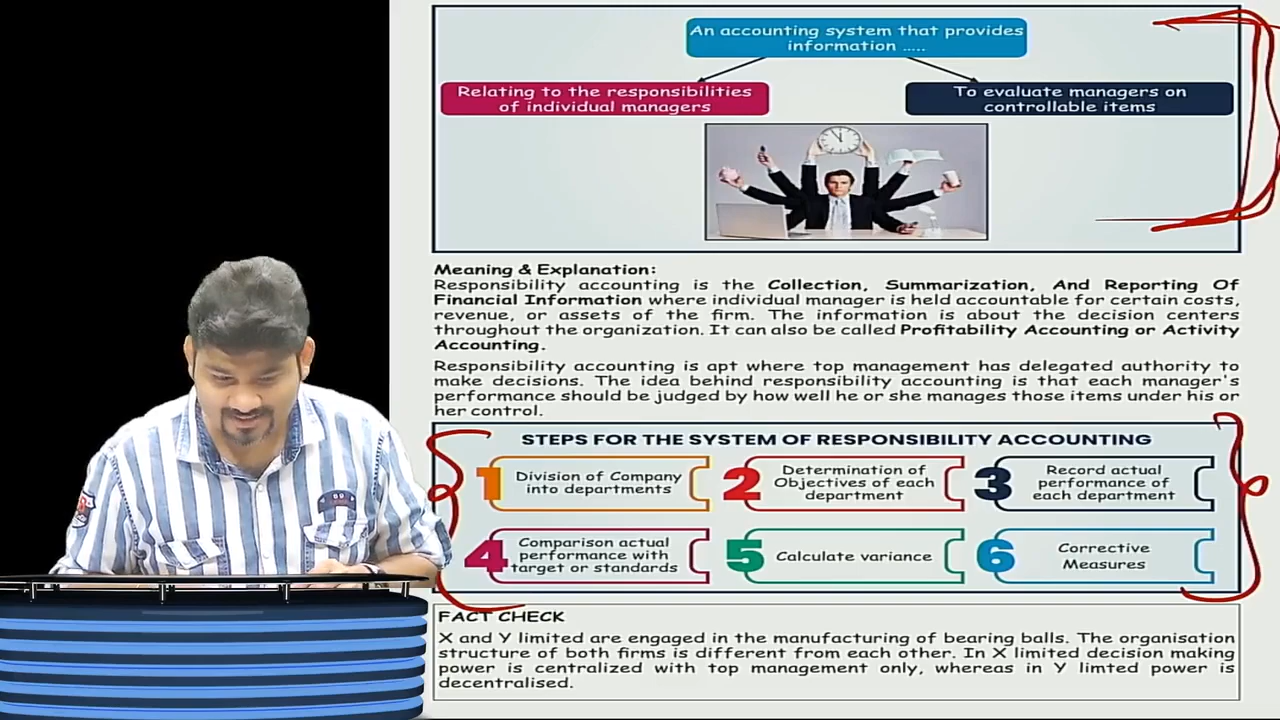 An accounting system that provides
information .....
Relating to the responsibilities
of individual managers
To evaluate managers on
controllable items
Meaning & Explanation:
Responsibility accounting is the Collection, Summarization, And Reporting Of
Financial Information where individual manager is held accountable for certain costs,
revenue, or assets of the firm. The information is about the decision centers
throughout the organization. It can also be called Profitability Accounting or Activity
Accounting.
Responsibility accounting is apt where top management has delegated authority to
make decisions. The idea behind responsibility accounting is that each manager's
performance should be judged by how well he or she manages those items under his or
her control.
STEPS FOR THE SYSTEM OF RESPONSIBILITY ACCOUNTING
1 Division of Company
into departments
2 Determination of
Objectives of each
department
3 Record actual
performance of
each department
4 Comparison actual
performance with
target or standards
5 Calculate variance
6 Corrective
Measures
FACT CHECK
X and Y limited are engaged in the manufacturing of bearing balls. The organisation
structure of both firms is different from each other. In X limited decision making
power is centralized with top management only, whereas in Y limted power is
decentralised.